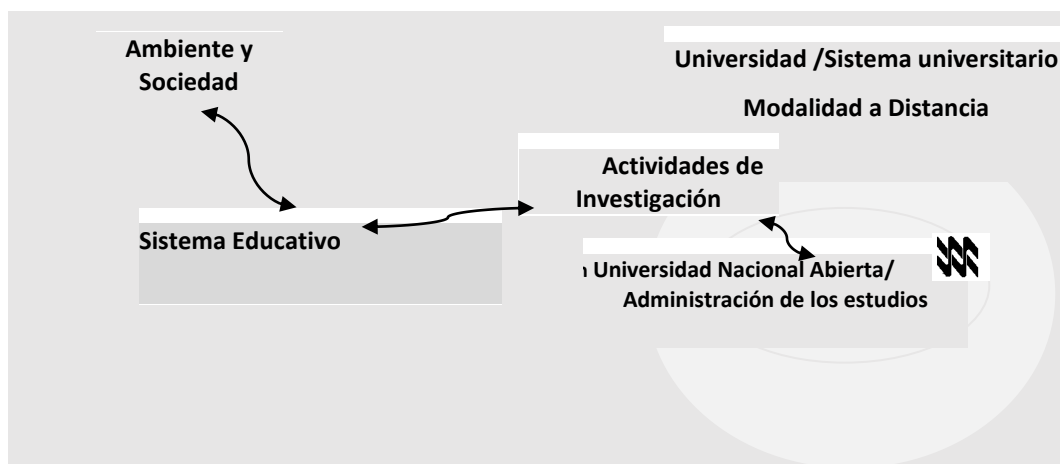 Ambiente y
Sociedad
Universidad /Sistema universitario
Modalidad a Distancia
Actividades de
Investigación
Sistema Educativo
Universidad Nacional Abierta/
Administración de los estudios